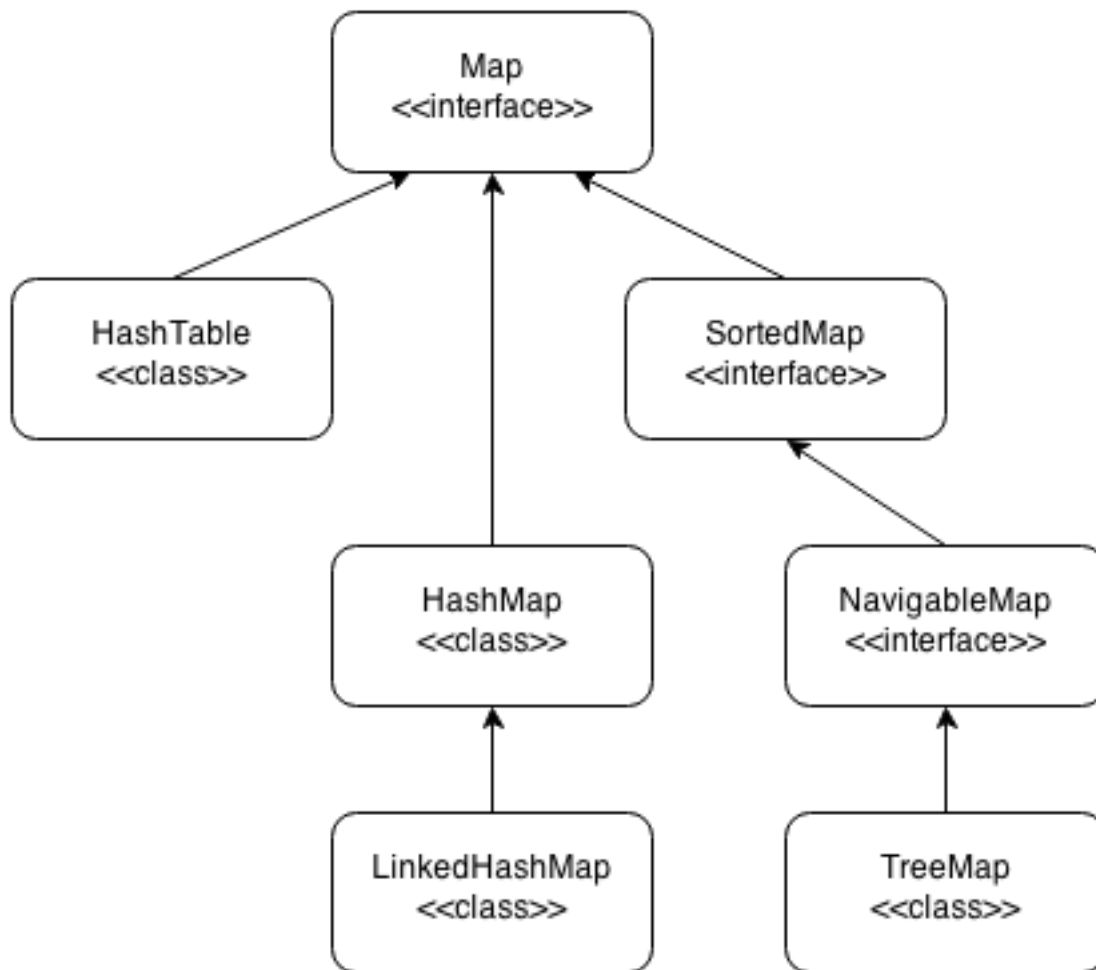 Map
<<interface>>
HashTable
<<class>>
SortedMap
<<interface>>
HashMap
<<class>>
NavigableMap
<<interface>>
LinkedHashMap
<<class>>
TreeMap
<<class>>